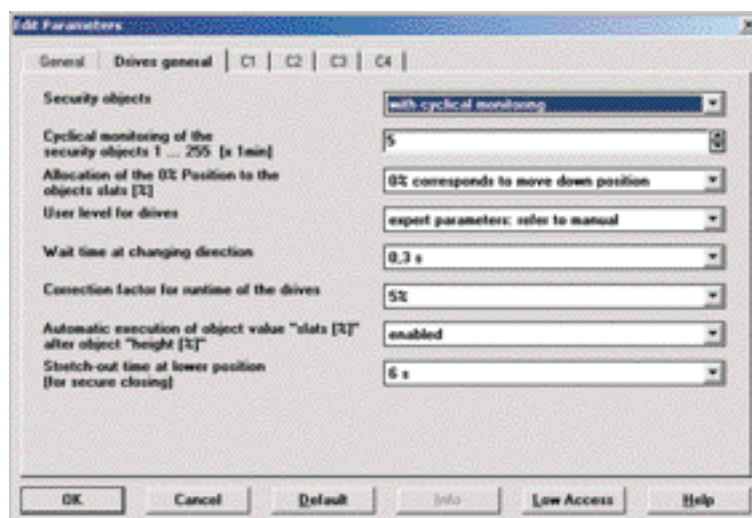 Edit Parameters
General Drives general C1 C2 C3 C4
Security objects
with cyclical monitoring
Cyclical monitoring of the
security objects 1 ... 255 [x 1min]
5
Allocation of the 0% Position to the
objects slats [%]
0% corresponds to move down position
User level for drives
expert parameters: refer to manual
Wait time at changing direction
0,3 s
Correction factor for runtime of the drives
5%
Automatic execution of object value "slats [%]"
after object "height [%]"
enabled
Stretch-out time at lower position
(for secure closing)
6 s
OK Cancel Default Info Low Access Help